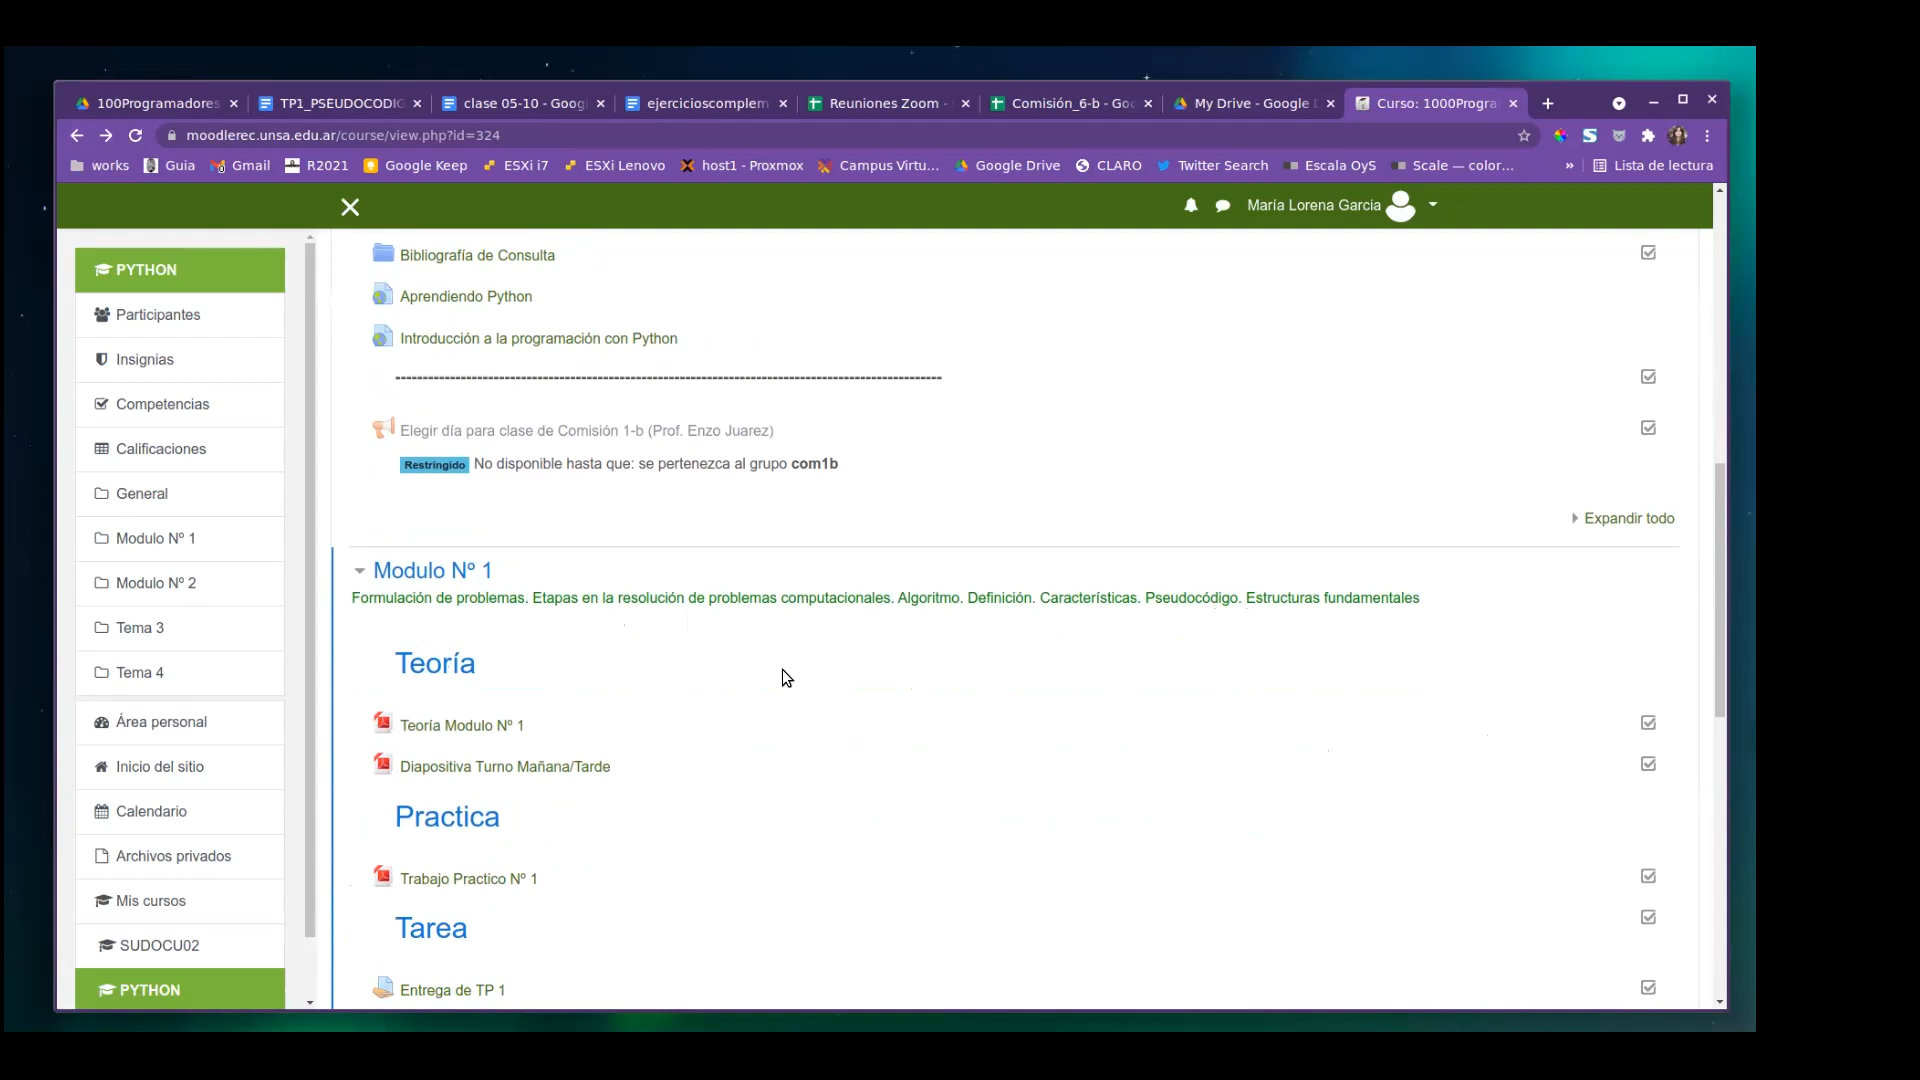 100Programadores
TP1_PSEUDOCODIG
clase 05-10 - Goog
ejercicioscomplem
Reuniones Zoom -
Comisión_6-b - Goo
My Drive - Google D
Curso: 1000Progra
moodlerec.unsa.edu.ar/course/view.php?id=324
works
Guia
Gmail
R2021
Google Keep
ESXi i7
ESXi Lenovo
host1 - Proxmox
Campus Virtu...
Google Drive
CLARO
Twitter Search
Escala OyS
Scale — color...
»
Lista de lectura
María Lorena Garcia
PYTHON
Participantes
Insignias
Competencias
Calificaciones
General
Modulo Nº 1
Modulo Nº 2
Tema 3
Tema 4
Área personal
Inicio del sitio
Calendario
Archivos privados
Mis cursos
SUDOCU02
PYTHON
Bibliografía de Consulta
Aprendiendo Python
Introducción a la programación con Python
----------------------------------------------------------------------------------------------------
Elegir día para clase de Comisión 1-b (Prof. Enzo Juarez)
Restringido No disponible hasta que: se pertenezca al grupo com1b
Expandir todo
Modulo Nº 1
Formulación de problemas. Etapas en la resolución de problemas computacionales. Algoritmo. Definición. Características. Pseudocódigo. Estructuras fundamentales
Teoría
Teoría Modulo Nº 1
Diapositiva Turno Mañana/Tarde
Practica
Trabajo Practico Nº 1
Tarea
Entrega de TP 1